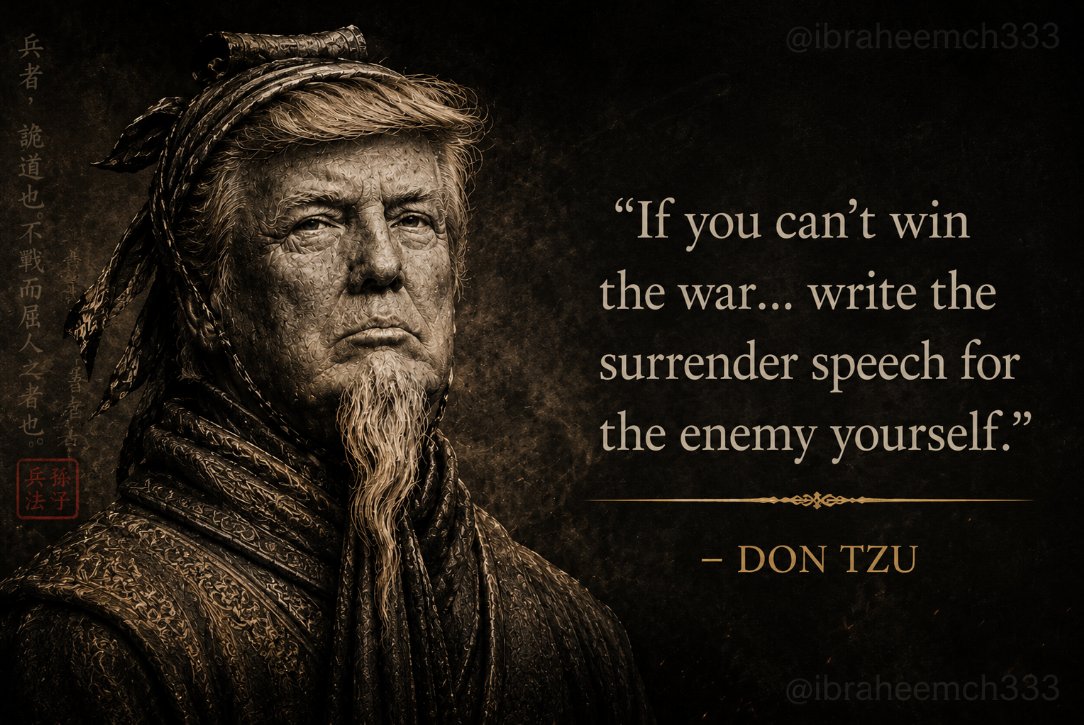 @ibraheemch333
兵者，詭道也。不戰而屈人之者也。
孫子
兵法
“If you can’t win
the war... write the
surrender speech for
the enemy yourself.”
– DON TZU
@ibraheemch333